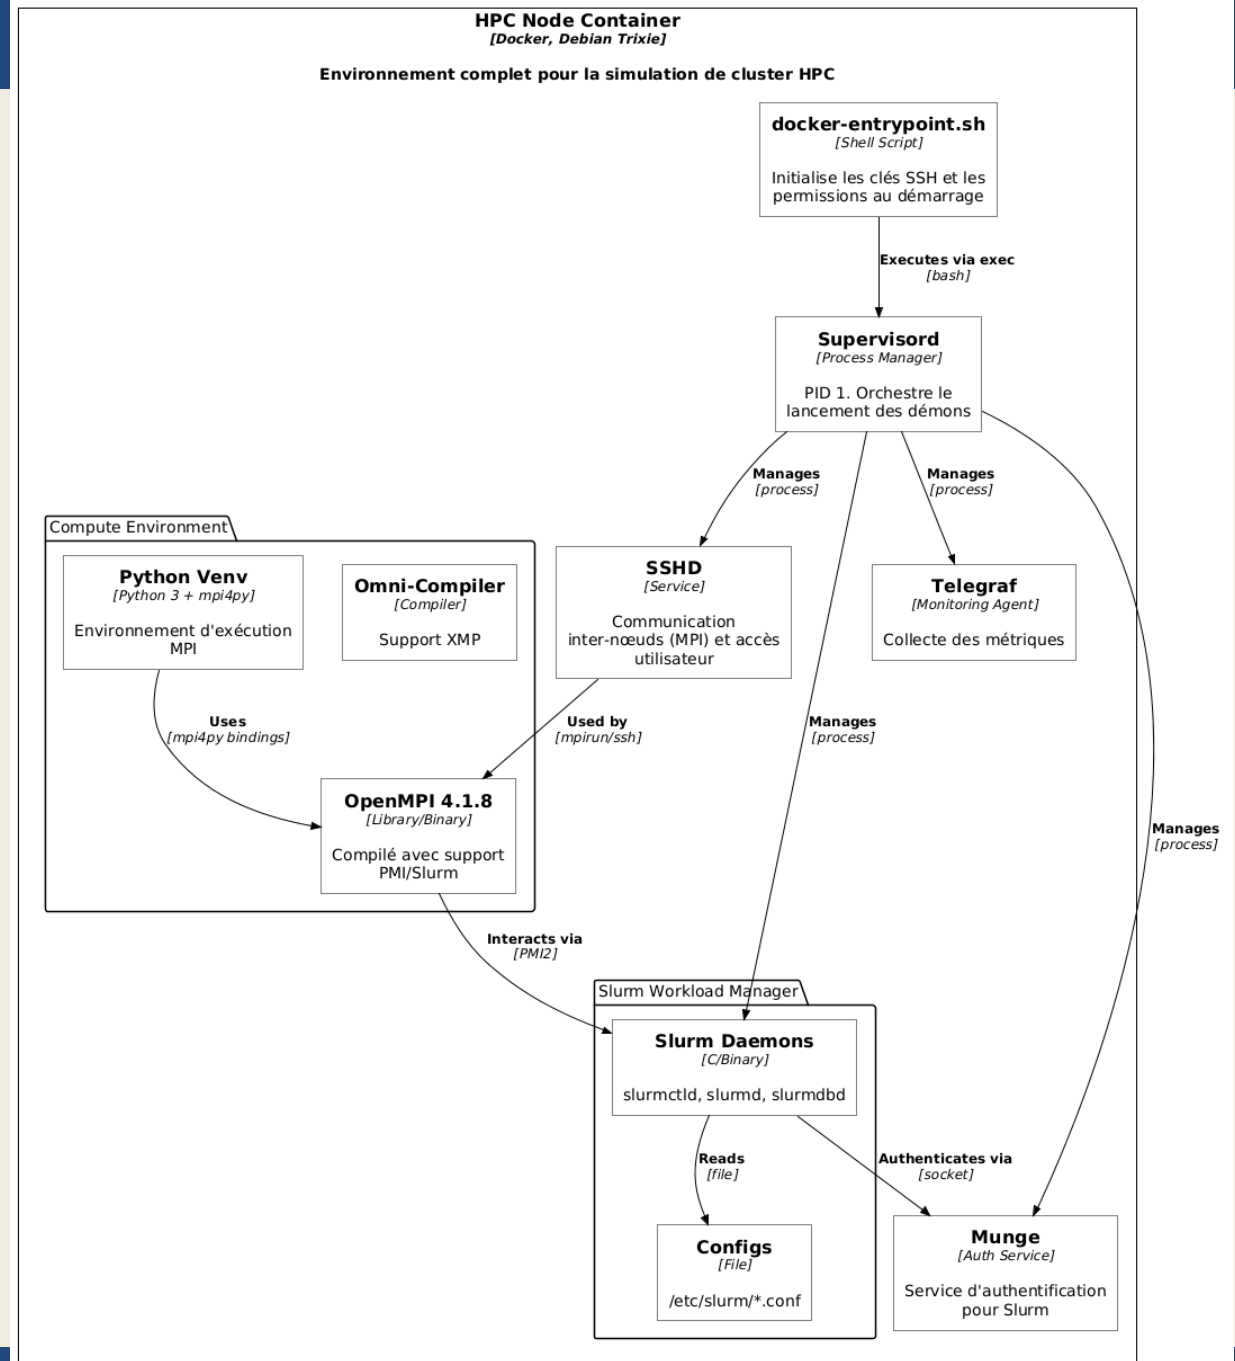 HPC Node Container
[Docker, Debian Trixie]
Environnement complet pour la simulation de cluster HPC
docker-entrypoint.sh
[Shell Script]
Initialise les clés SSH et les
permissions au démarrage
Executes via exec
[bash]
Supervisord
[Process Manager]
PID 1. Orchestre le
lancement des démons
Manages
[process]
Manages
[process]
Compute Environment
Python Venv
[Python 3 + mpi4py]
Environnement d'exécution
MPI
Omni-Compiler
[Compiler]
Support XMP
SSHD
[Service]
Communication
inter-nœuds (MPI) et accès
utilisateur
Telegraf
[Monitoring Agent]
Collecte des métriques
Uses
[mpi4py bindings]
Used by
[mpirun/ssh]
Manages
[process]
OpenMPI 4.1.8
[Library/Binary]
Compilé avec support
PMI/Slurm
Manages
[process]
Interacts via
[PMI2]
Slurm Workload Manager
Slurm Daemons
[C/Binary]
slurmctld, slurmd, slurmdbd
Reads
[file]
Authenticates via
[socket]
Configs
[File]
/etc/slurm/*.conf
Munge
[Auth Service]
Service d'authentification
pour Slurm